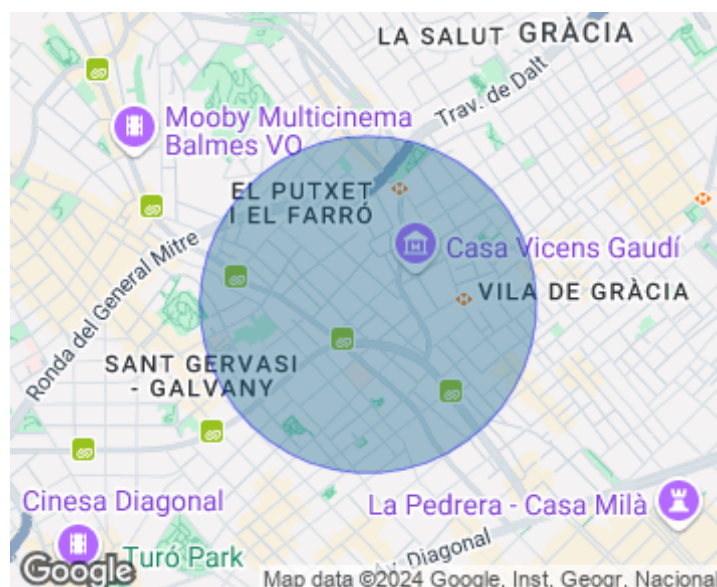 LA SALUT
GRÀCIA
Trav. de Dalt
Mooby Multicinema
Balmes VO
EL PUTXET
I EL FARRÓ
Casa Vicens Gaudí
VILA DE GRÀCIA
Ronda del General Mitre
SANT GERVASI
- GALVANY
Cinesa Diagonal
La Pedrera - Casa Milà
Turó Park
Av. Diagonal
Google
Map data ©2024 Google, Inst. Geogr. Nacional